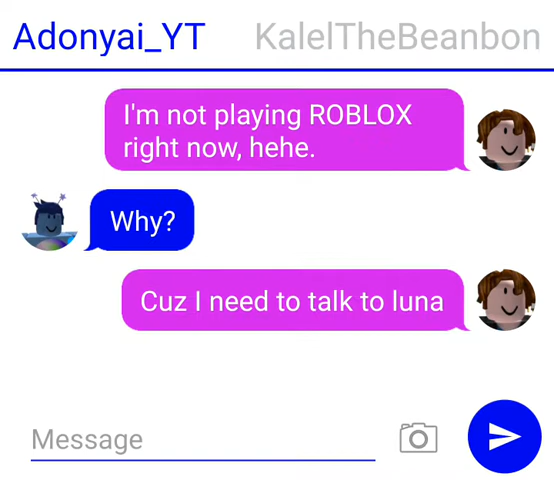 Adonyai_YT KalelTheBeanbon
I'm not playing ROBLOX
right now, hehe.
Why?
Cuz I need to talk to luna
Message